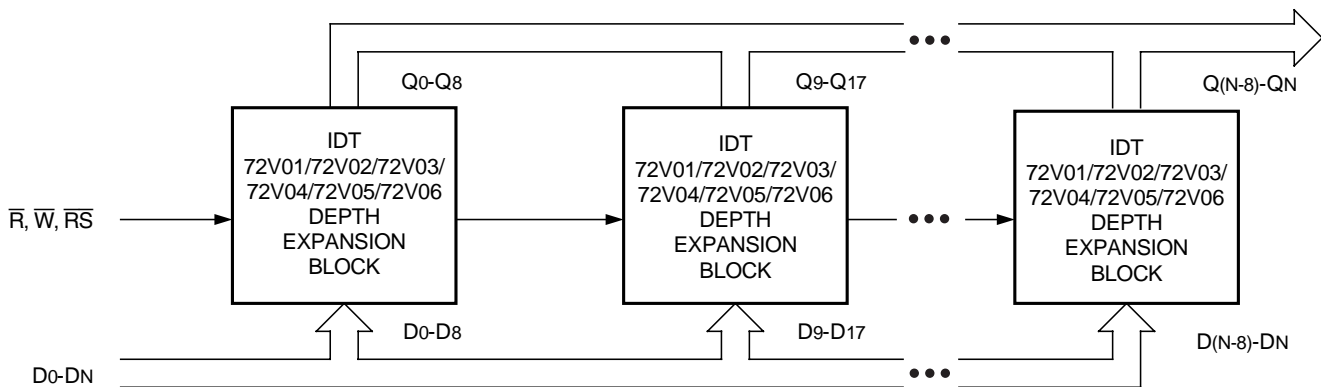 Q0-Q8
Q9-Q17
Q(N-8)-QN
IDT
72V01/72V02/72V03/
72V04/72V05/72V06
DEPTH
EXPANSION
BLOCK
IDT
72V01/72V02/72V03/
72V04/72V05/72V06
DEPTH
EXPANSION
BLOCK
IDT
72V01/72V02/72V03/
72V04/72V05/72V06
DEPTH
EXPANSION
BLOCK
R̅, W̅, R̅S̅
D0-D8
D9-D17
D(N-8)-DN
D0-DN